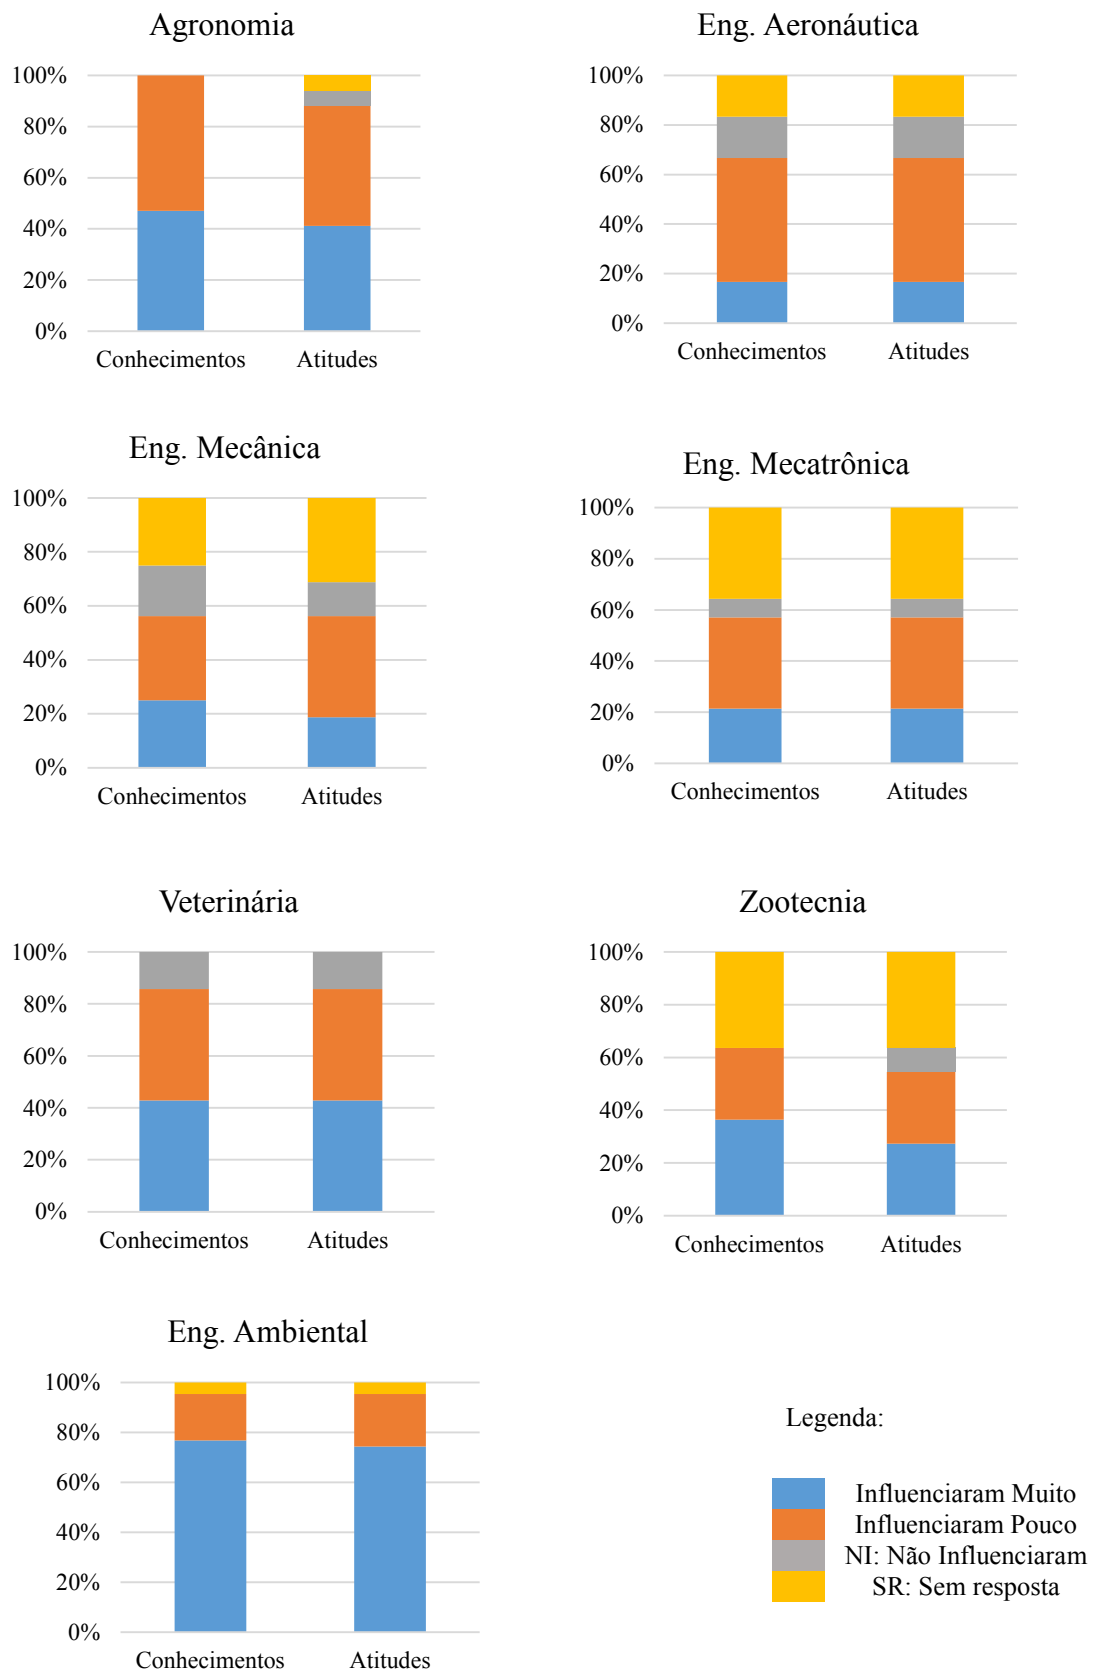 Agronomia
100%
80%
60%
40%
20%
0%
Conhecimentos Atitudes
Eng. Aeronáutica
100%
80%
60%
40%
20%
0%
Conhecimentos Atitudes
Eng. Mecânica
100%
80%
60%
40%
20%
0%
Conhecimentos Atitudes
Eng. Mecatrônica
100%
80%
60%
40%
20%
0%
Conhecimentos Atitudes
Veterinária
100%
80%
60%
40%
20%
0%
Conhecimentos Atitudes
Zootecnia
100%
80%
60%
40%
20%
0%
Conhecimentos Atitudes
Eng. Ambiental
100%
80%
60%
40%
20%
0%
Conhecimentos Atitudes
Legenda:
Influenciaram Muito
Influenciaram Pouco
NI: Não Influenciaram
SR: Sem resposta